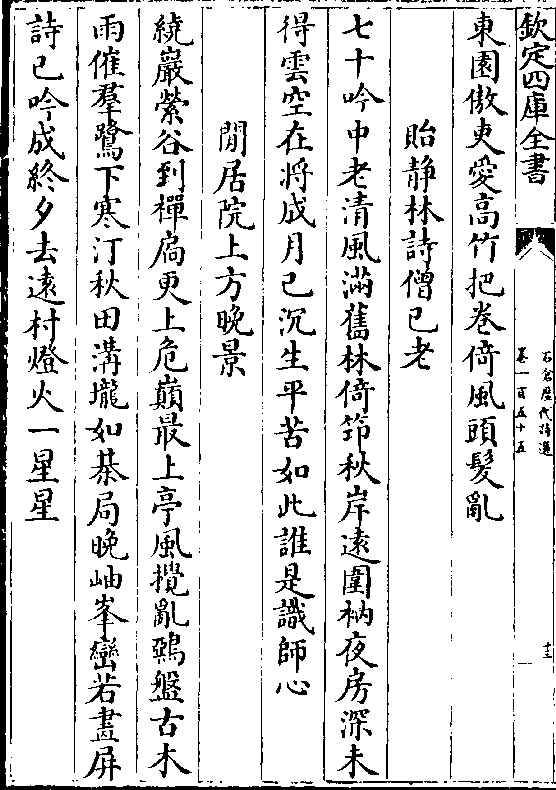 欽定四庫全書
石倉歷代詩選
卷一百五十五
十三
東園傲吏愛高竹把卷倚風頭髮亂
貽静林詩僧已老
七十吟中老清風滿舊林倚筇秋岸遠圍衲夜房深未
得雲空在将成月已沉生平苦如此誰是識師心
閒居院上方晚景
繞巖縈谷到禪扄更上危巔最上亭風攪亂鵶盤古木
雨催羣鷺下寒汀秋田溝壠如棊局晚岫峯巒若畫屏
詩已吟成終夕去遠村燈火一星星